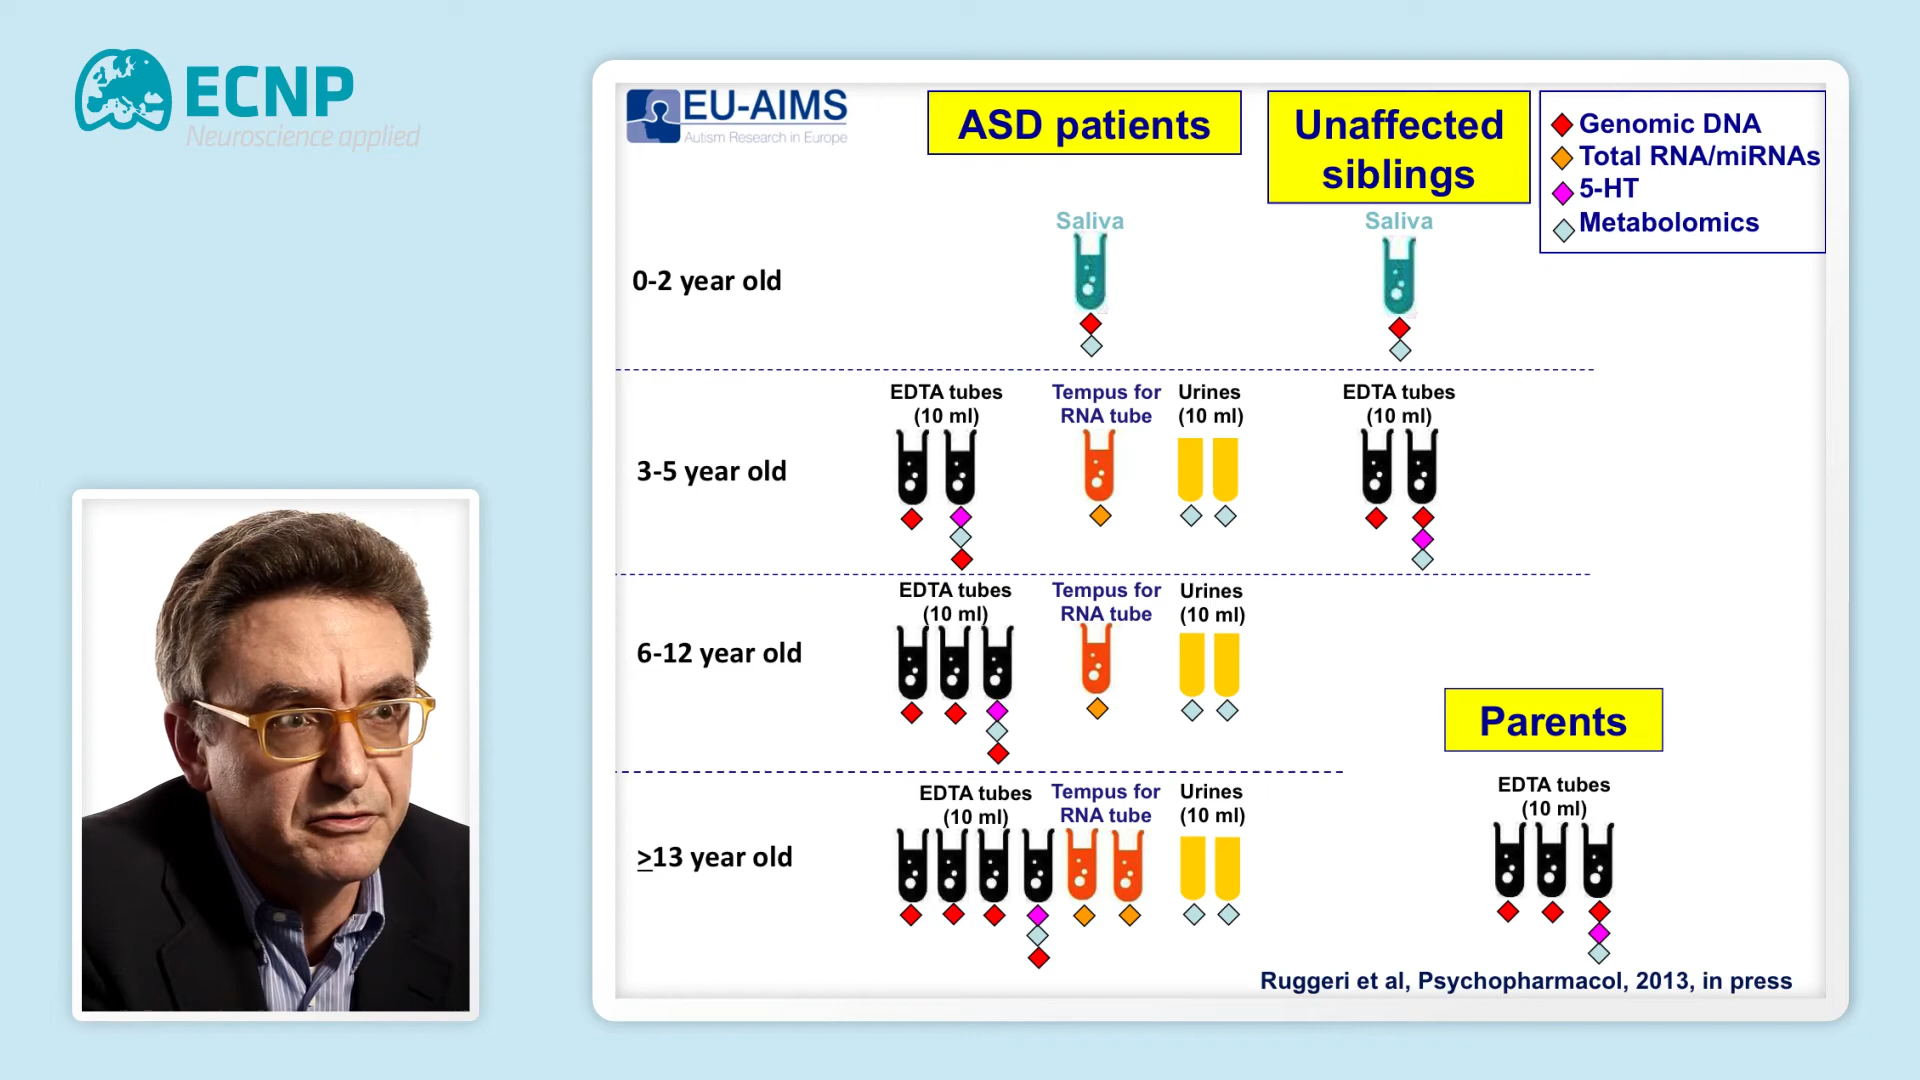 ECNP
Neuroscience applied
EU-AIMS
Autism Research in Europe
ASD patients
Unaffected
siblings
Genomic DNA
Total RNA/miRNAs
5-HT
Metabolomics
Saliva
Saliva
0-2 year old
EDTA tubes
(10 ml)
Tempus for
RNA tube
Urines
(10 ml)
EDTA tubes
(10 ml)
3-5 year old
EDTA tubes
(10 ml)
Tempus for
RNA tube
Urines
(10 ml)
6-12 year old
Parents
EDTA tubes
(10 ml)
Tempus for
RNA tube
Urines
(10 ml)
EDTA tubes
(10 ml)
≥13 year old
Ruggeri et al, Psychopharmacol, 2013, in press